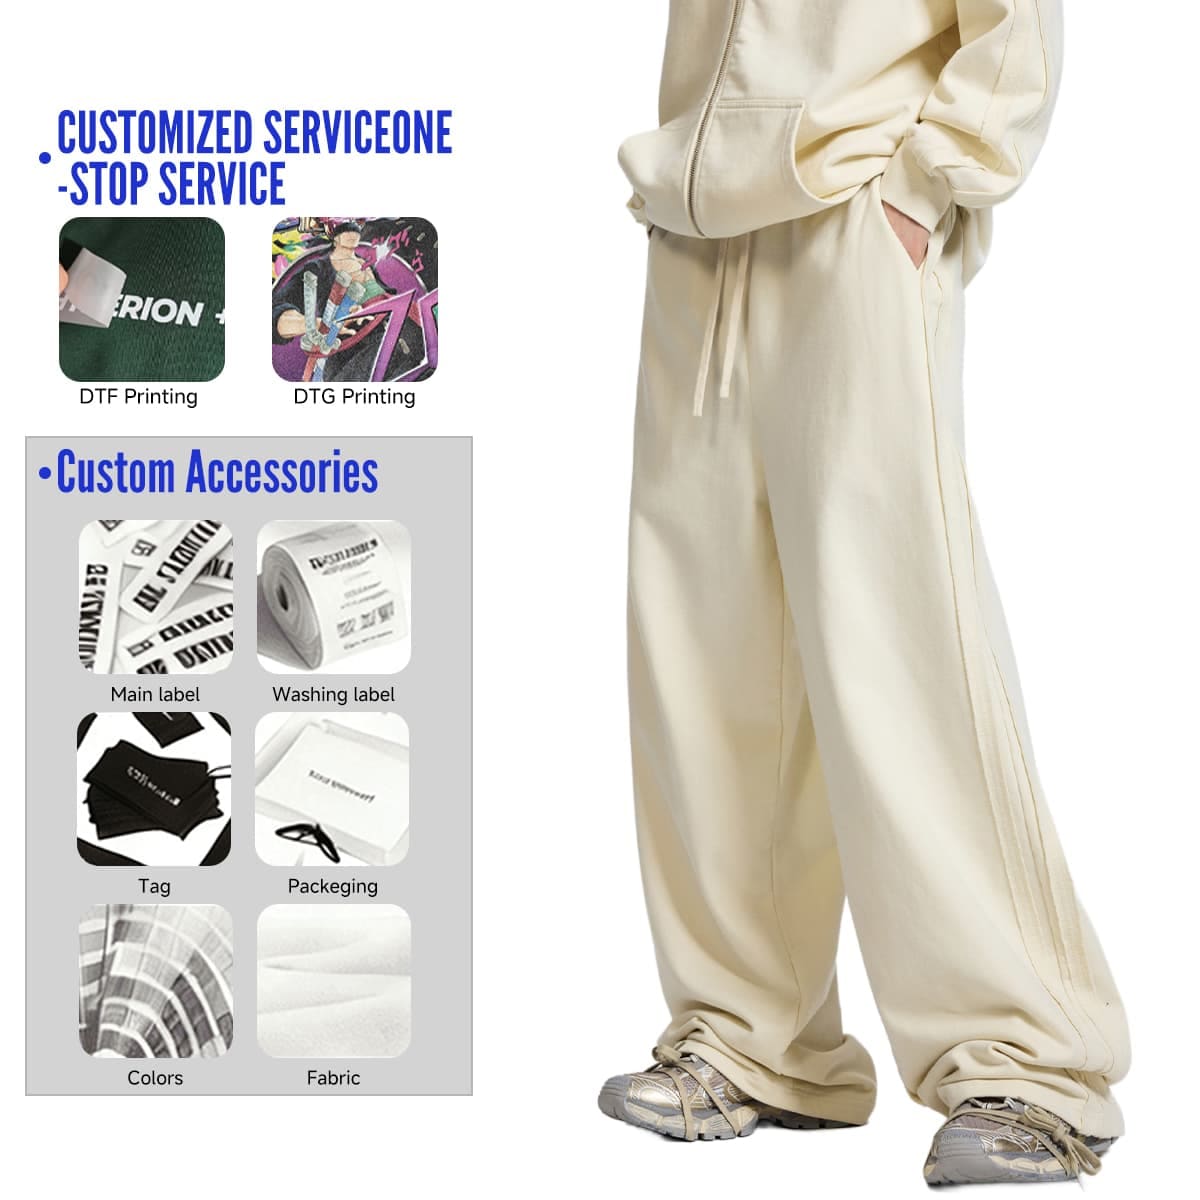 CUSTOMIZED SERVICEONE
-STOP SERVICE
ERION +
DTF Printing
DTG Printing
Custom Accessories
Main label
Washing label
Tag
Packeging
Colors
Fabric